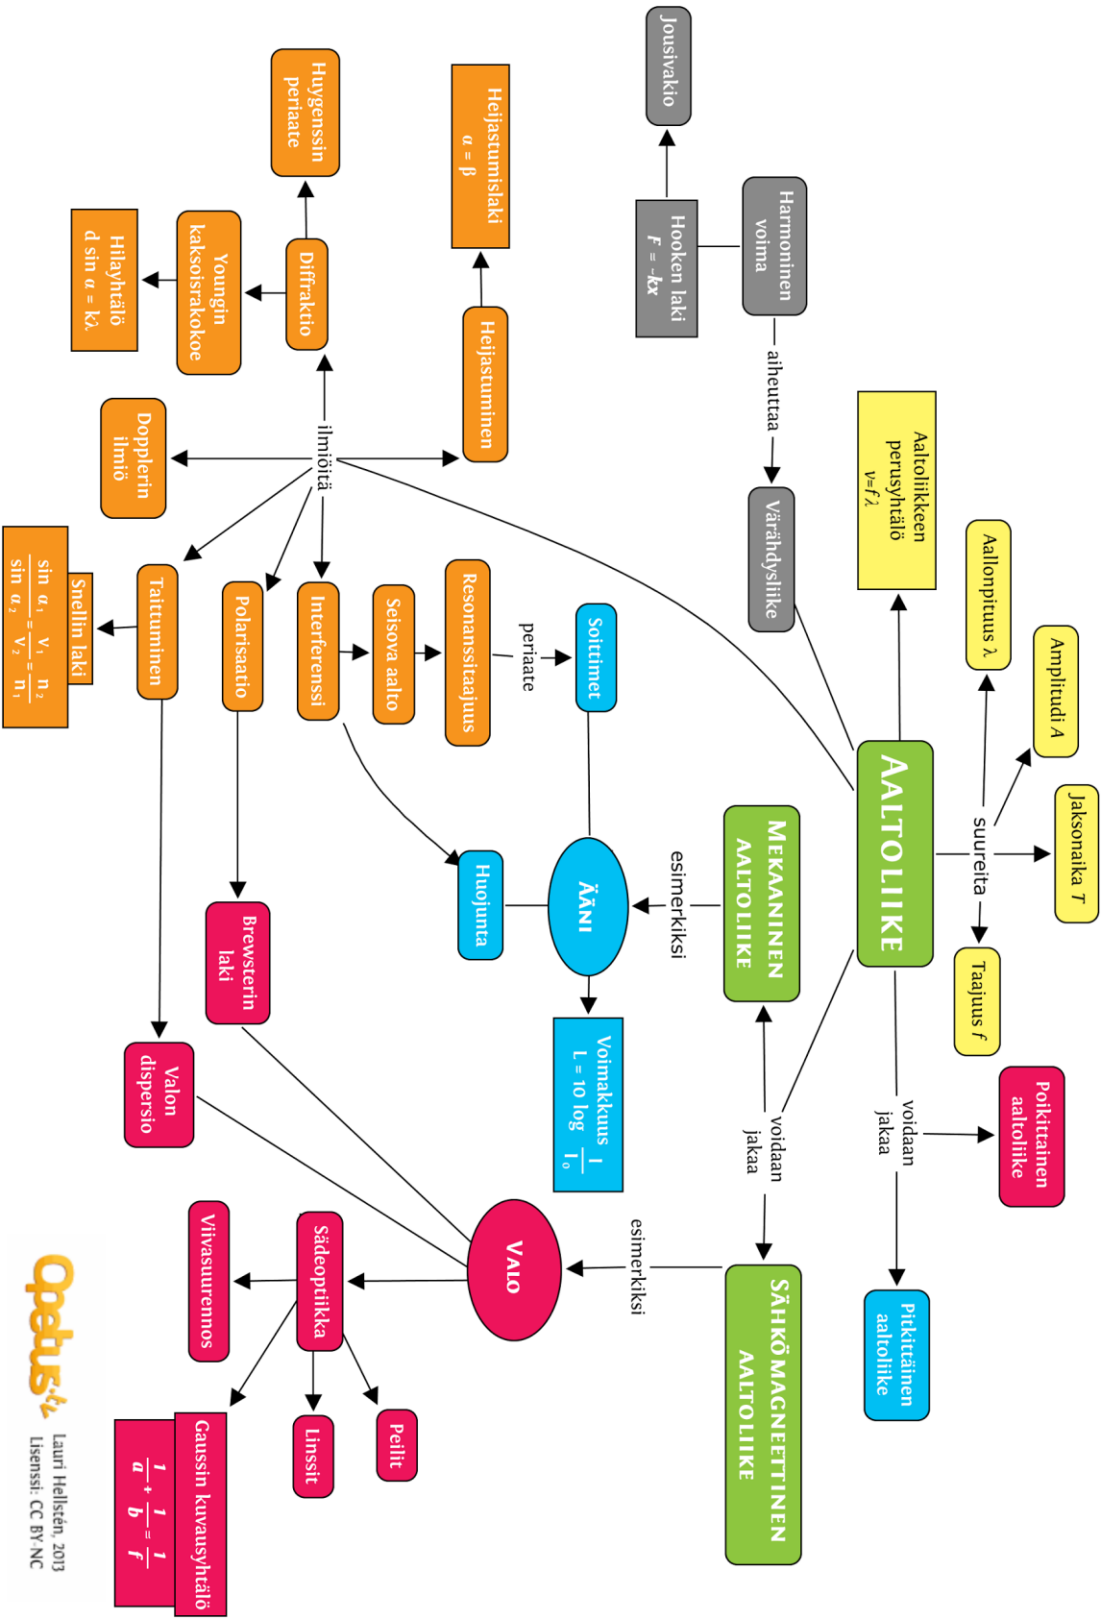 Jaksonaika T
Amplitudi A
Aallonpituus λ
suureita
Taajuus f
Poikittainen
aaltoliike
Aaltoliikkeen
perusyhtälö
v=fλ
AALTOLIIKE
voidaan
jakaa
Pitkittäinen
aaltoliike
Harmoninen
voima
aiheuttaa
Värähdysliike
MEKAANINEN
AALTOLIIKE
voidaan
jakaa
SÄHKÖMAGNEETTINEN
AALTOLIIKE
Jousivakio
Hooken laki
F = -kx
esimerkiksi
esimerkiksi
Soittimet
ÄÄNI
Voimakkuus
L = 10 log I/I₀
periaate
Heijastumislaki
α = β
Heijastuminen
Resonanssitaajuus
Huojunta
VALO
Seisova aalto
Peilit
Huygenssin
periaate
Diffraktio
ilmiöitä
Interferenssi
Sädeoptiikka
Linssit
Youngin
kaksoisrakokoe
Polarisaatio
Brewsterin
laki
Viivasuurennos
Gaussin kuvausyhtälö
1/a + 1/b = 1/f
Hilayhtälö
d sin α = kλ
Dopplerin
ilmiö
Taittuminen
Valon
dispersio
Snellin laki
sin α₁/sin α₂ = v₁/v₂ = n₂/n₁
Opetus.tv
Lauri Hellstén, 2013
Lisenssi: CC BY-NC